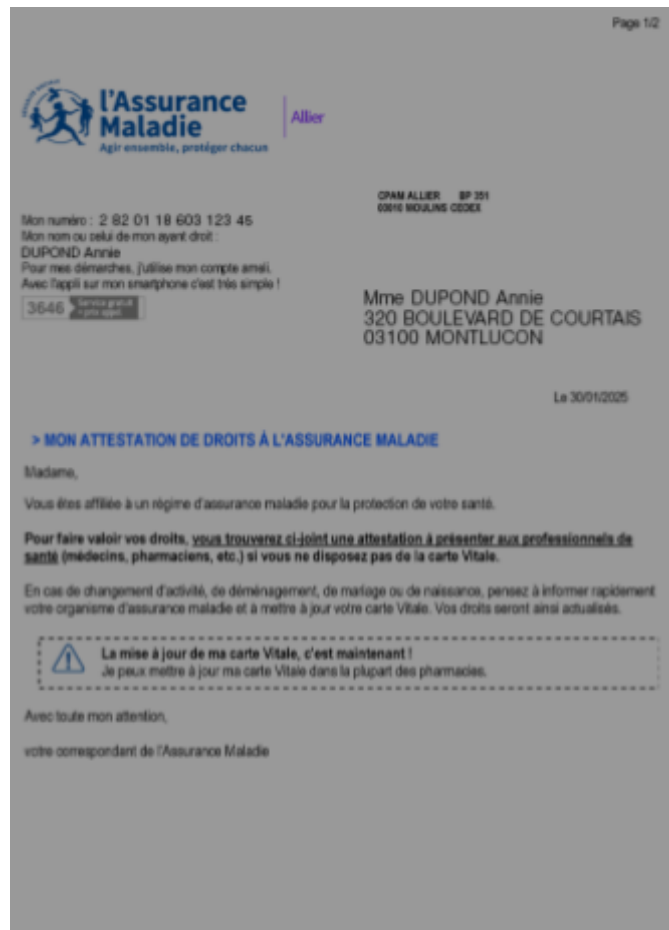 Page 1/2
l'Assurance
Maladie
Agir ensemble, protéger chacun
Allier
CPAM ALLIER BP 351
03010 MOULINS CEDEX
Mon numéro : 2 82 01 18 603 123 45
Mon nom ou celui de mon ayant droit :
DUPOND Annie
Pour mes démarches, j'utilise mon compte ameli.
Avec l'appli sur mon smartphone c'est très simple !
3646 Service gratuit
+ prix appel
Mme DUPOND Annie
320 BOULEVARD DE COURTAIS
03100 MONTLUCON
Le 30/01/2025
> MON ATTESTATION DE DROITS À L'ASSURANCE MALADIE
Madame,
Vous êtes affiliée à un régime d'assurance maladie pour la protection de votre santé.
Pour faire valoir vos droits, vous trouverez ci-joint une attestation à présenter aux professionnels de
santé (médecins, pharmaciens, etc.) si vous ne disposez pas de la carte Vitale.
En cas de changement d'activité, de déménagement, de mariage ou de naissance, pensez à informer rapidement
votre organisme d'assurance maladie et à mettre à jour votre carte Vitale. Vos droits seront ainsi actualisés.
La mise à jour de ma carte Vitale, c'est maintenant !
Je peux mettre à jour ma carte Vitale dans la plupart des pharmacies.
Avec toute mon attention,
votre correspondant de l'Assurance Maladie